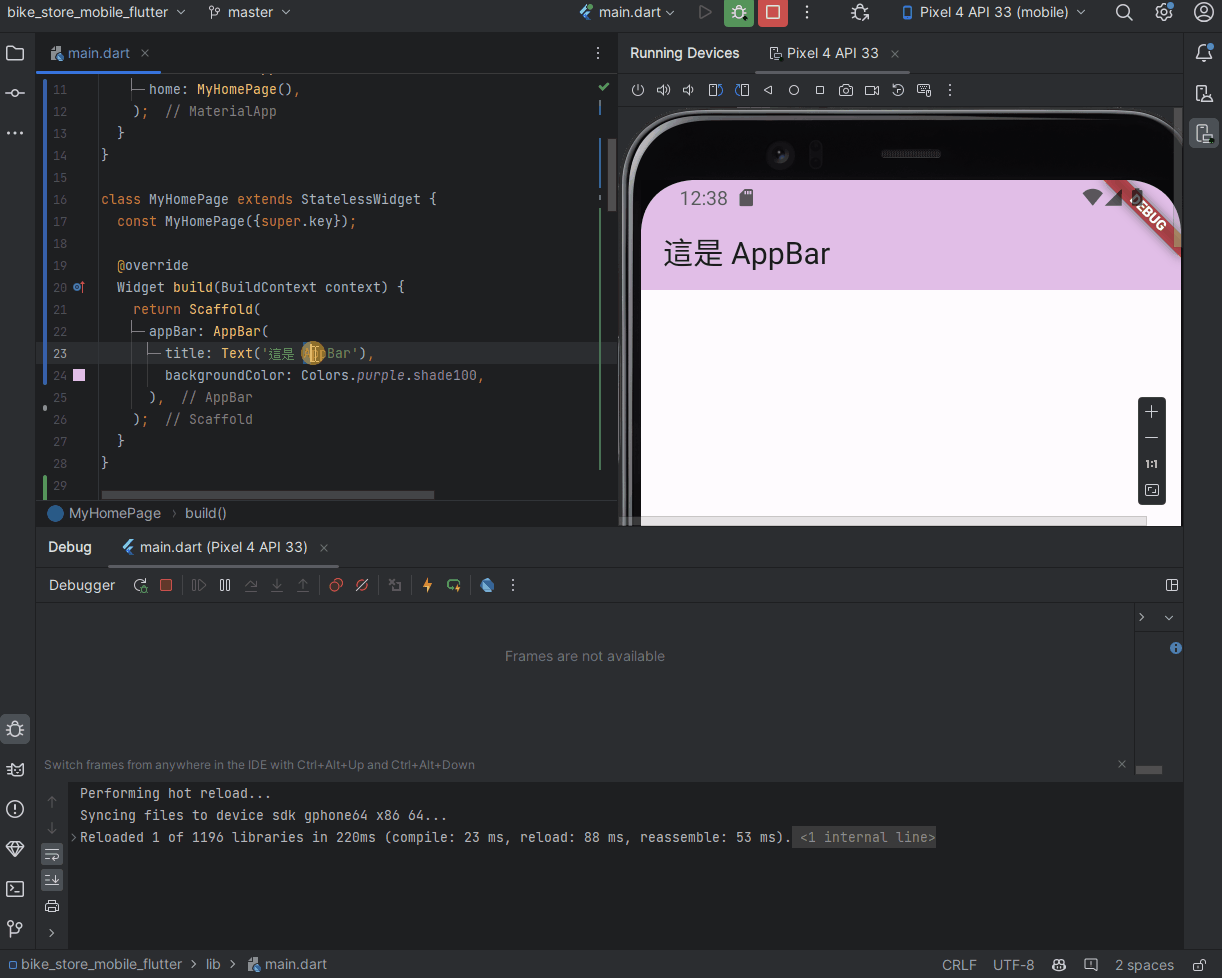 bike_store_mobile_flutter
master
main.dart
Pixel 4 API 33 (mobile)
main.dart
Running Devices
Pixel 4 API 33
11 home: MyHomePage(),
12 ); // MaterialApp
13 }
14 }
15
16 class MyHomePage extends StatelessWidget {
17 const MyHomePage({super.key});
18
19 @override
20 Widget build(BuildContext context) {
21 return Scaffold(
22 appBar: AppBar(
23 title: Text('這是 AppBar'),
24 backgroundColor: Colors.purple.shade100,
25 ), // AppBar
26 ); // Scaffold
27 }
28 }
29
MyHomePage › build()
12:38
DEBUG
這是 AppBar
1:1
Debug
main.dart (Pixel 4 API 33)
Debugger
Frames are not available
Switch frames from anywhere in the IDE with Ctrl+Alt+Up and Ctrl+Alt+Down
Performing hot reload...
Syncing files to device sdk gphone64 x86 64...
Reloaded 1 of 1196 libraries in 220ms (compile: 23 ms, reload: 88 ms, reassemble: 53 ms). <1 internal line>
bike_store_mobile_flutter > lib > main.dart
CRLF UTF-8 2 spaces